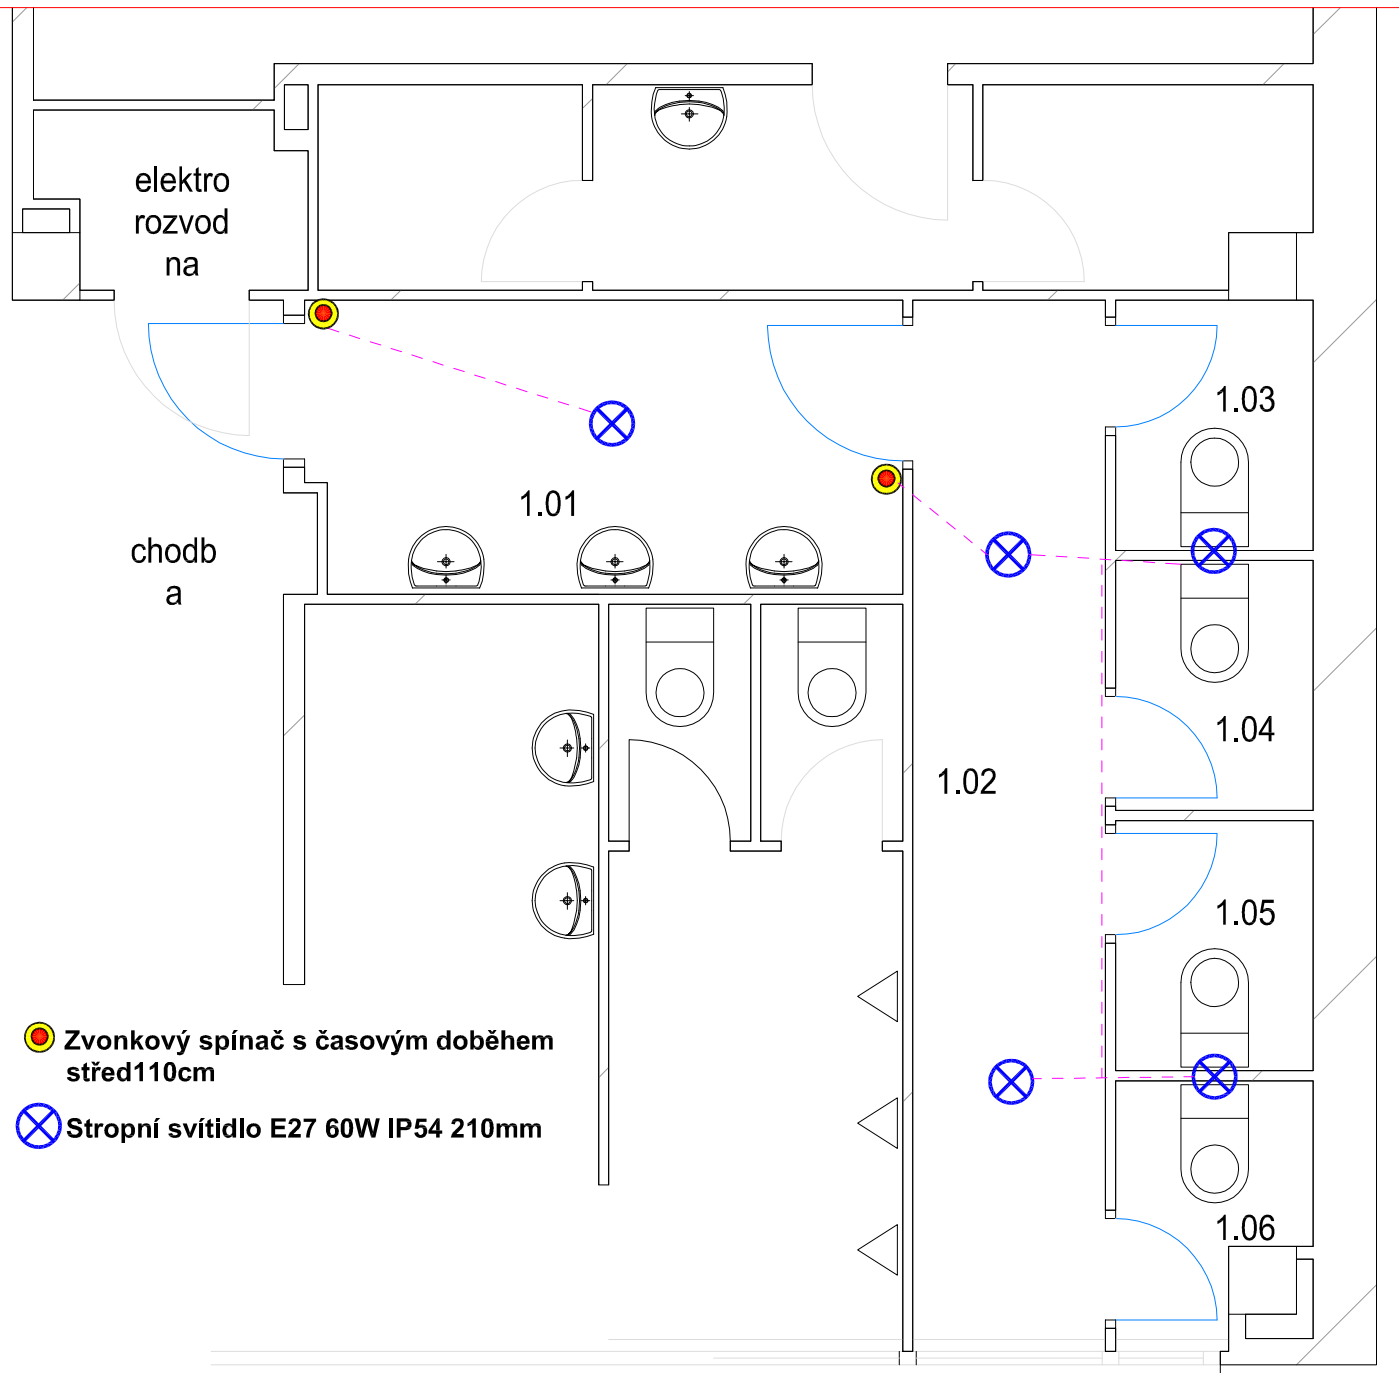 elektro
rozvod
na
1.03
1.01
chodb
a
1.04
1.02
1.05
Zvonkový spínač s časovým doběhem
střed110cm
Stropní svítidlo E27 60W IP54 210mm
1.06